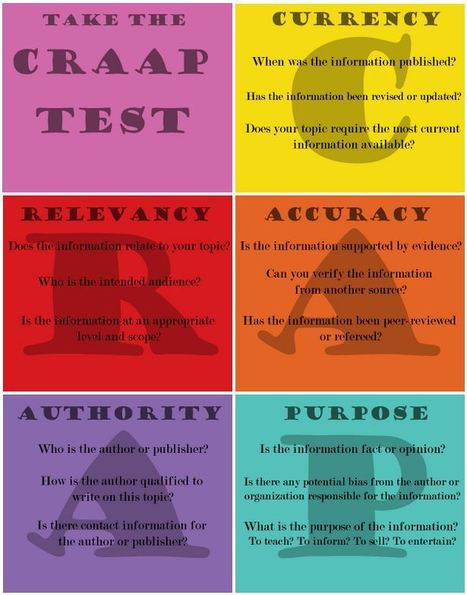 TAKE THE
CRAAP
TEST
CURRENCY
When was the information published?
Has the information been revised or updated?
Does your topic require the most current
information available?
RELEVANCY
Does the information relate to your topic?
Who is the intended audience?
Is the information at an appropriate
level and scope?
ACCURACY
Is the information supported by evidence?
Can you verify the information
from another source?
Has the information been peer-reviewed
or refereed?
AUTHORITY
Who is the author or publisher?
How is the author qualified to
write on this topic?
Is there contact information for
the author or publisher?
PURPOSE
Is the information fact or opinion?
Is there any potential bias from the author or
organization responsible for the information?
What is the purpose of the information?
To teach? To inform? To sell? To entertain?